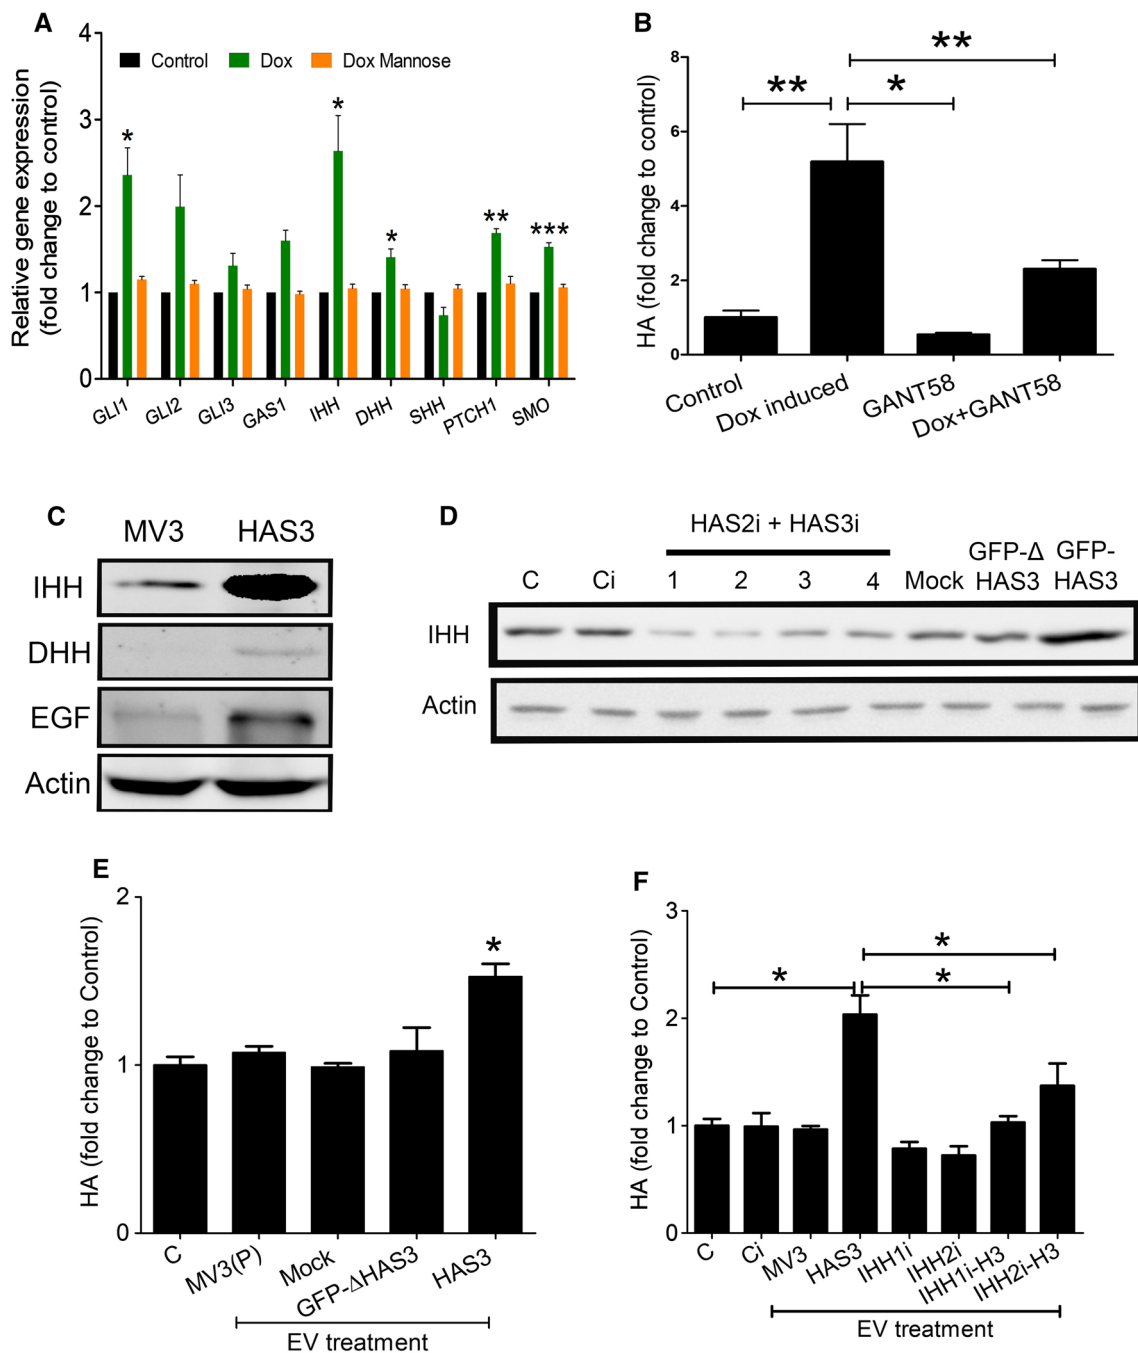 A
Relative gene expression
(fold change to control)
4
3
2
1
0
Control Dox Dox Mannose
* * * ** ***
GLI1 GLI2 GLI3 GAS1 IHH DHH SHH PTCH1 SMO
B
HA (fold change to control)
8
6
4
2
0
**
** *
Control Dox induced GANT58 Dox+GANT58
C
MV3 HAS3
IHH
DHH
EGF
Actin
D
HAS2i + HAS3i
GFP-Δ GFP-
C Ci 1 2 3 4 Mock HAS3 HAS3
IHH
Actin
E
HA (fold change to Control)
2
1
0
*
C MV3(P) Mock GFP-ΔHAS3 HAS3
EV treatment
F
HA (fold change to Control)
3
2
1
0
*
* *
C Ci MV3 HAS3 IHH1i IHH2i IHH1i-H3 IHH2i-H3
EV treatment